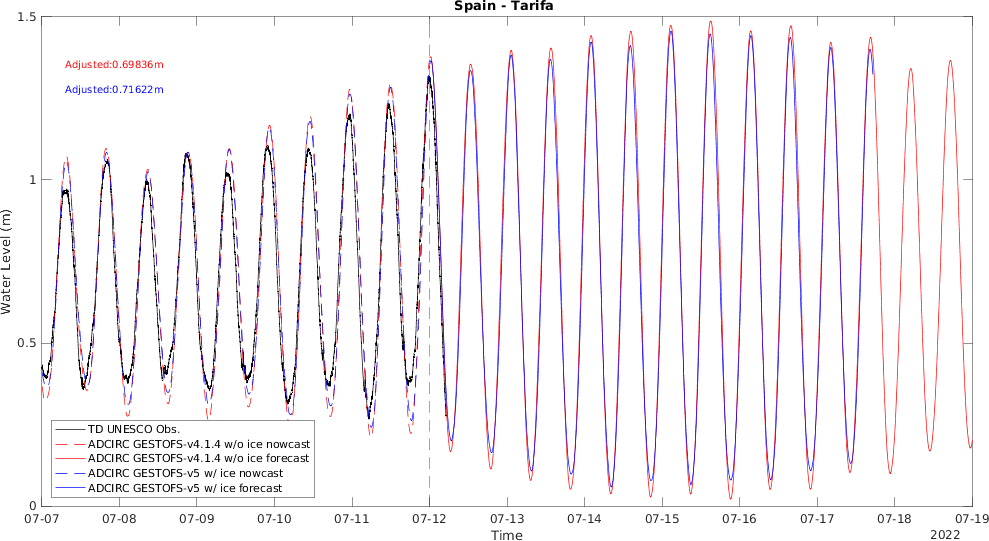 Spain - Tarifa
1.5
1
0.5
0
Water Level (m)
Adjusted:0.69836m
Adjusted:0.71622m
TD UNESCO Obs.
ADCIRC GESTOFS-v4.1.4 w/o ice nowcast
ADCIRC GESTOFS-v4.1.4 w/o ice forecast
ADCIRC GESTOFS-v5 w/ ice nowcast
ADCIRC GESTOFS-v5 w/ ice forecast
07-07 07-08 07-09 07-10 07-11 07-12 07-13 07-14 07-15 07-16 07-17 07-18 07-19
Time
2022